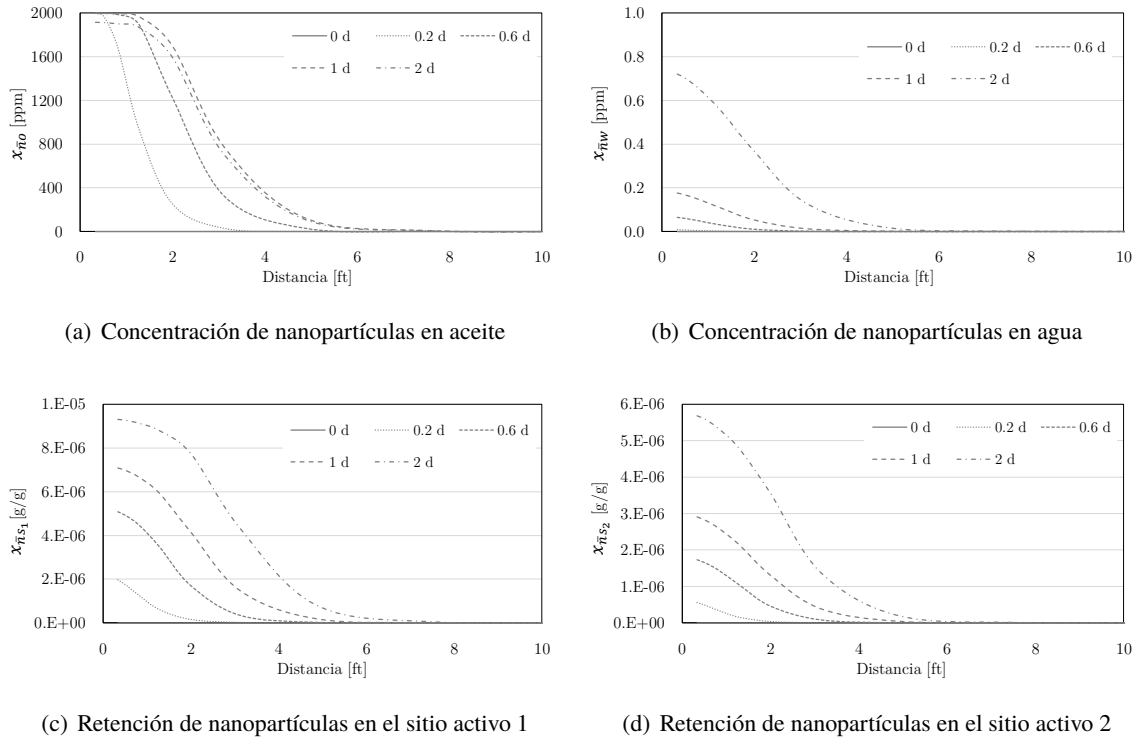 2000
1600
1200
800
400
0
x_n̄o [ppm]
0 d 0.2 d 0.6 d
1 d 2 d
0 2 4 6 8 10
Distancia [ft]
(a) Concentración de nanopartículas en aceite
1.0
0.8
0.6
0.4
0.2
0.0
x_n̄w [ppm]
0 d 0.2 d 0.6 d
1 d 2 d
0 2 4 6 8 10
Distancia [ft]
(b) Concentración de nanopartículas en agua
1.E-05
8.E-06
6.E-06
4.E-06
2.E-06
0.E+00
x_n̄s₁ [g/g]
0 d 0.2 d 0.6 d
1 d 2 d
0 2 4 6 8 10
Distancia [ft]
(c) Retención de nanopartículas en el sitio activo 1
6.E-06
5.E-06
4.E-06
3.E-06
2.E-06
1.E-06
0.E+00
x_n̄s₂ [g/g]
0 d 0.2 d 0.6 d
1 d 2 d
0 2 4 6 8 10
Distancia [ft]
(d) Retención de nanopartículas en el sitio activo 2